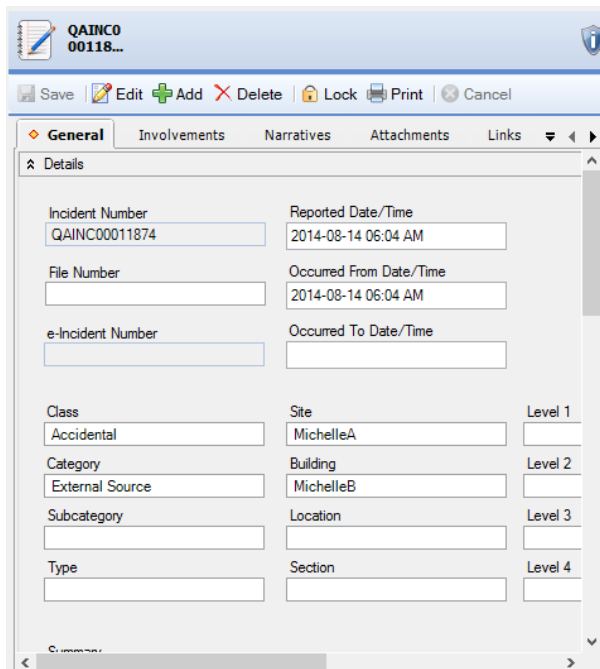 QAINC0
00118...
Save Edit Add Delete Lock Print Cancel
General Involvements Narratives Attachments Links
Details
Incident Number Reported Date/Time
QAINC00011874 2014-08-14 06:04 AM
File Number Occurred From Date/Time
2014-08-14 06:04 AM
e-Incident Number Occurred To Date/Time
Class Site Level 1
Accidental MichelleA
Category Building Level 2
External Source MichelleB
Subcategory Location Level 3
Type Section Level 4
Summary